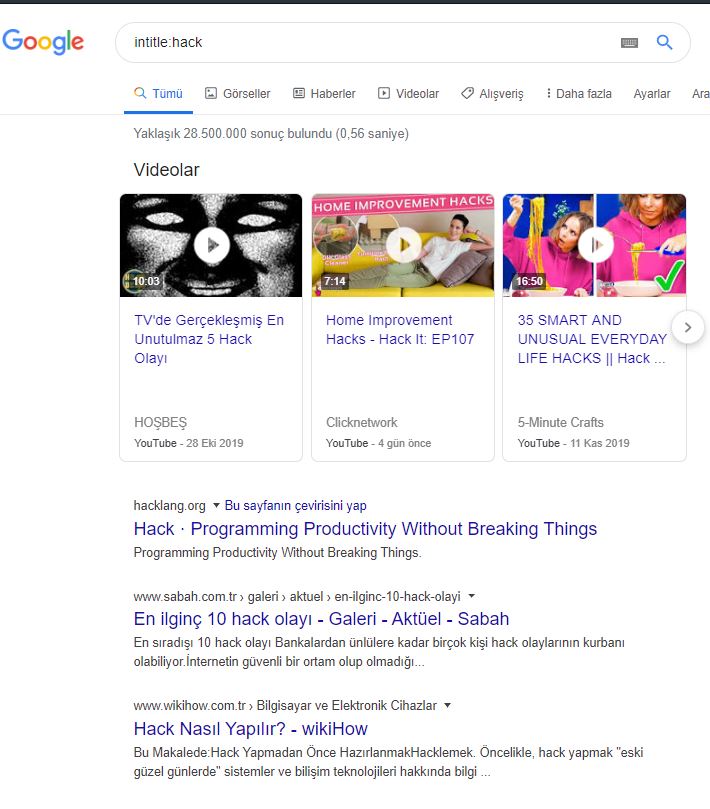 Google
intitle:hack
Tümü Görseller Haberler Videolar Alışveriş Daha fazla Ayarlar Ara
Yaklaşık 28.500.000 sonuç bulundu (0,56 saniye)
Videolar
HOME IMPROVEMENT HACKS
10:03 7:14 16:50
TV'de Gerçekleşmiş En
Unutulmaz 5 Hack
Olayı
HOŞBEŞ
YouTube - 28 Eki 2019
Home Improvement
Hacks - Hack It: EP107
Clicknetwork
YouTube - 4 gün önce
35 SMART AND
UNUSUAL EVERYDAY
LIFE HACKS || Hack ...
5-Minute Crafts
YouTube - 11 Kas 2019
hacklang.org Bu sayfanın çevirisini yap
Hack · Programming Productivity Without Breaking Things
Programming Productivity Without Breaking Things.
www.sabah.com.tr › galeri › aktuel › en-ilginc-10-hack-olayi
En ilginç 10 hack olayı - Galeri - Aktüel - Sabah
En sıradışı 10 hack olayı Bankalardan ünlülere kadar birçok kişi hack olaylarının kurbanı
olabiliyor.İnternetin güvenli bir ortam olup olmadığı...
www.wikihow.com.tr › Bilgisayar ve Elektronik Cihazlar
Hack Nasıl Yapılır? - wikiHow
Bu Makalede:Hack Yapmadan Önce HazırlanmakHacklemek. Öncelikle, hack yapmak "eski
güzel günlerde" sistemler ve bilişim teknolojileri hakkında bilgi ...